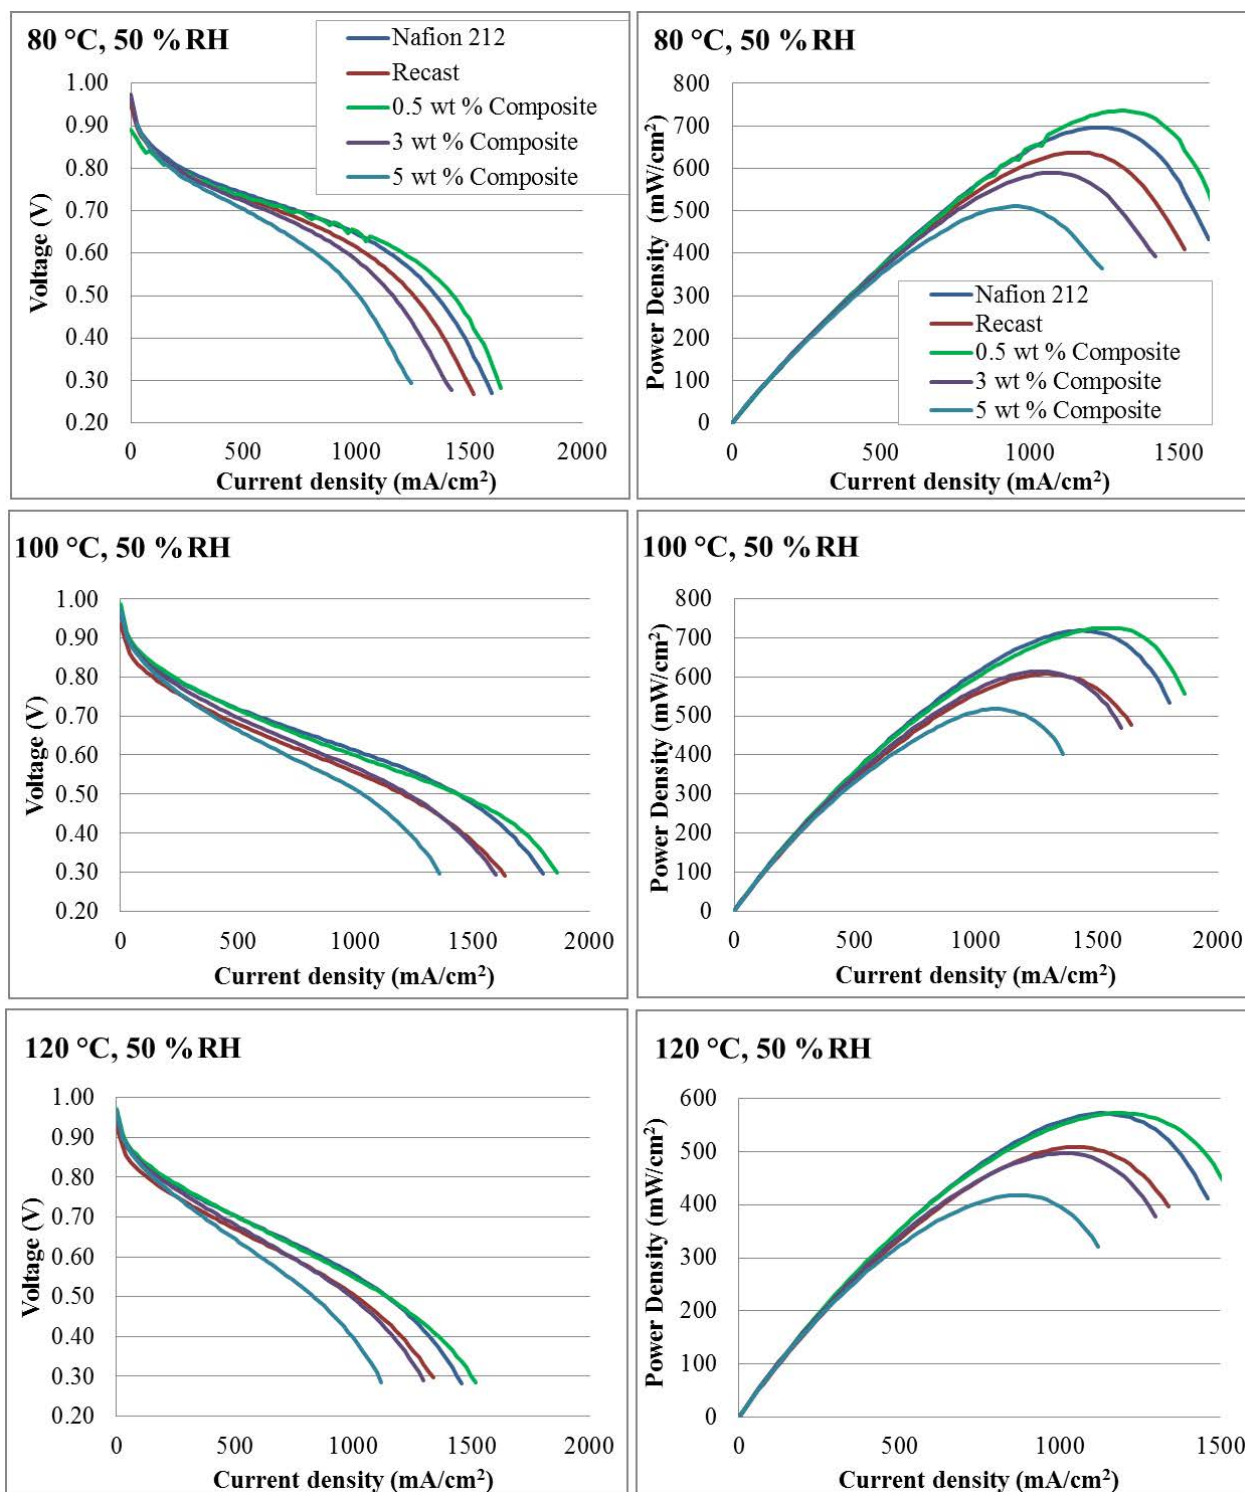 80 °C, 50 % RH
Nafion 212
Recast
0.5 wt % Composite
3 wt % Composite
5 wt % Composite
1.00
0.90
0.80
0.70
0.60
0.50
0.40
0.30
0.20
Voltage (V)
0
500
1000
1500
2000
Current density (mA/cm²)
80 °C, 50 % RH
800
700
600
500
400
300
200
100
0
Power Density (mW/cm²)
Nafion 212
Recast
0.5 wt % Composite
3 wt % Composite
5 wt % Composite
0
500
1000
1500
Current density (mA/cm²)
100 °C, 50 % RH
1.00
0.90
0.80
0.70
0.60
0.50
0.40
0.30
0.20
Voltage (V)
0
500
1000
1500
2000
Current density (mA/cm²)
100 °C, 50 % RH
800
700
600
500
400
300
200
100
0
Power Density (mW/cm²)
0
500
1000
1500
2000
Current density (mA/cm²)
120 °C, 50 % RH
1.00
0.90
0.80
0.70
0.60
0.50
0.40
0.30
0.20
Voltage (V)
0
500
1000
1500
2000
Current density (mA/cm²)
120 °C, 50 % RH
600
500
400
300
200
100
0
Power Density (mW/cm²)
0
500
1000
1500
Current density (mA/cm²)